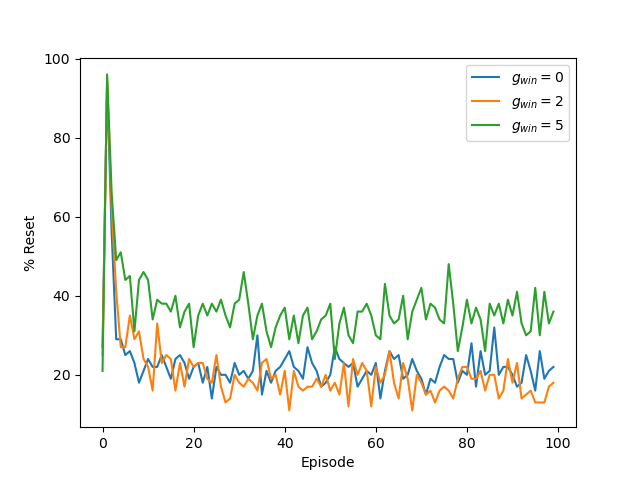 100
80
60
40
20
% Reset
0 20 40 60 80 100
Episode
g_win = 0
g_win = 2
g_win = 5